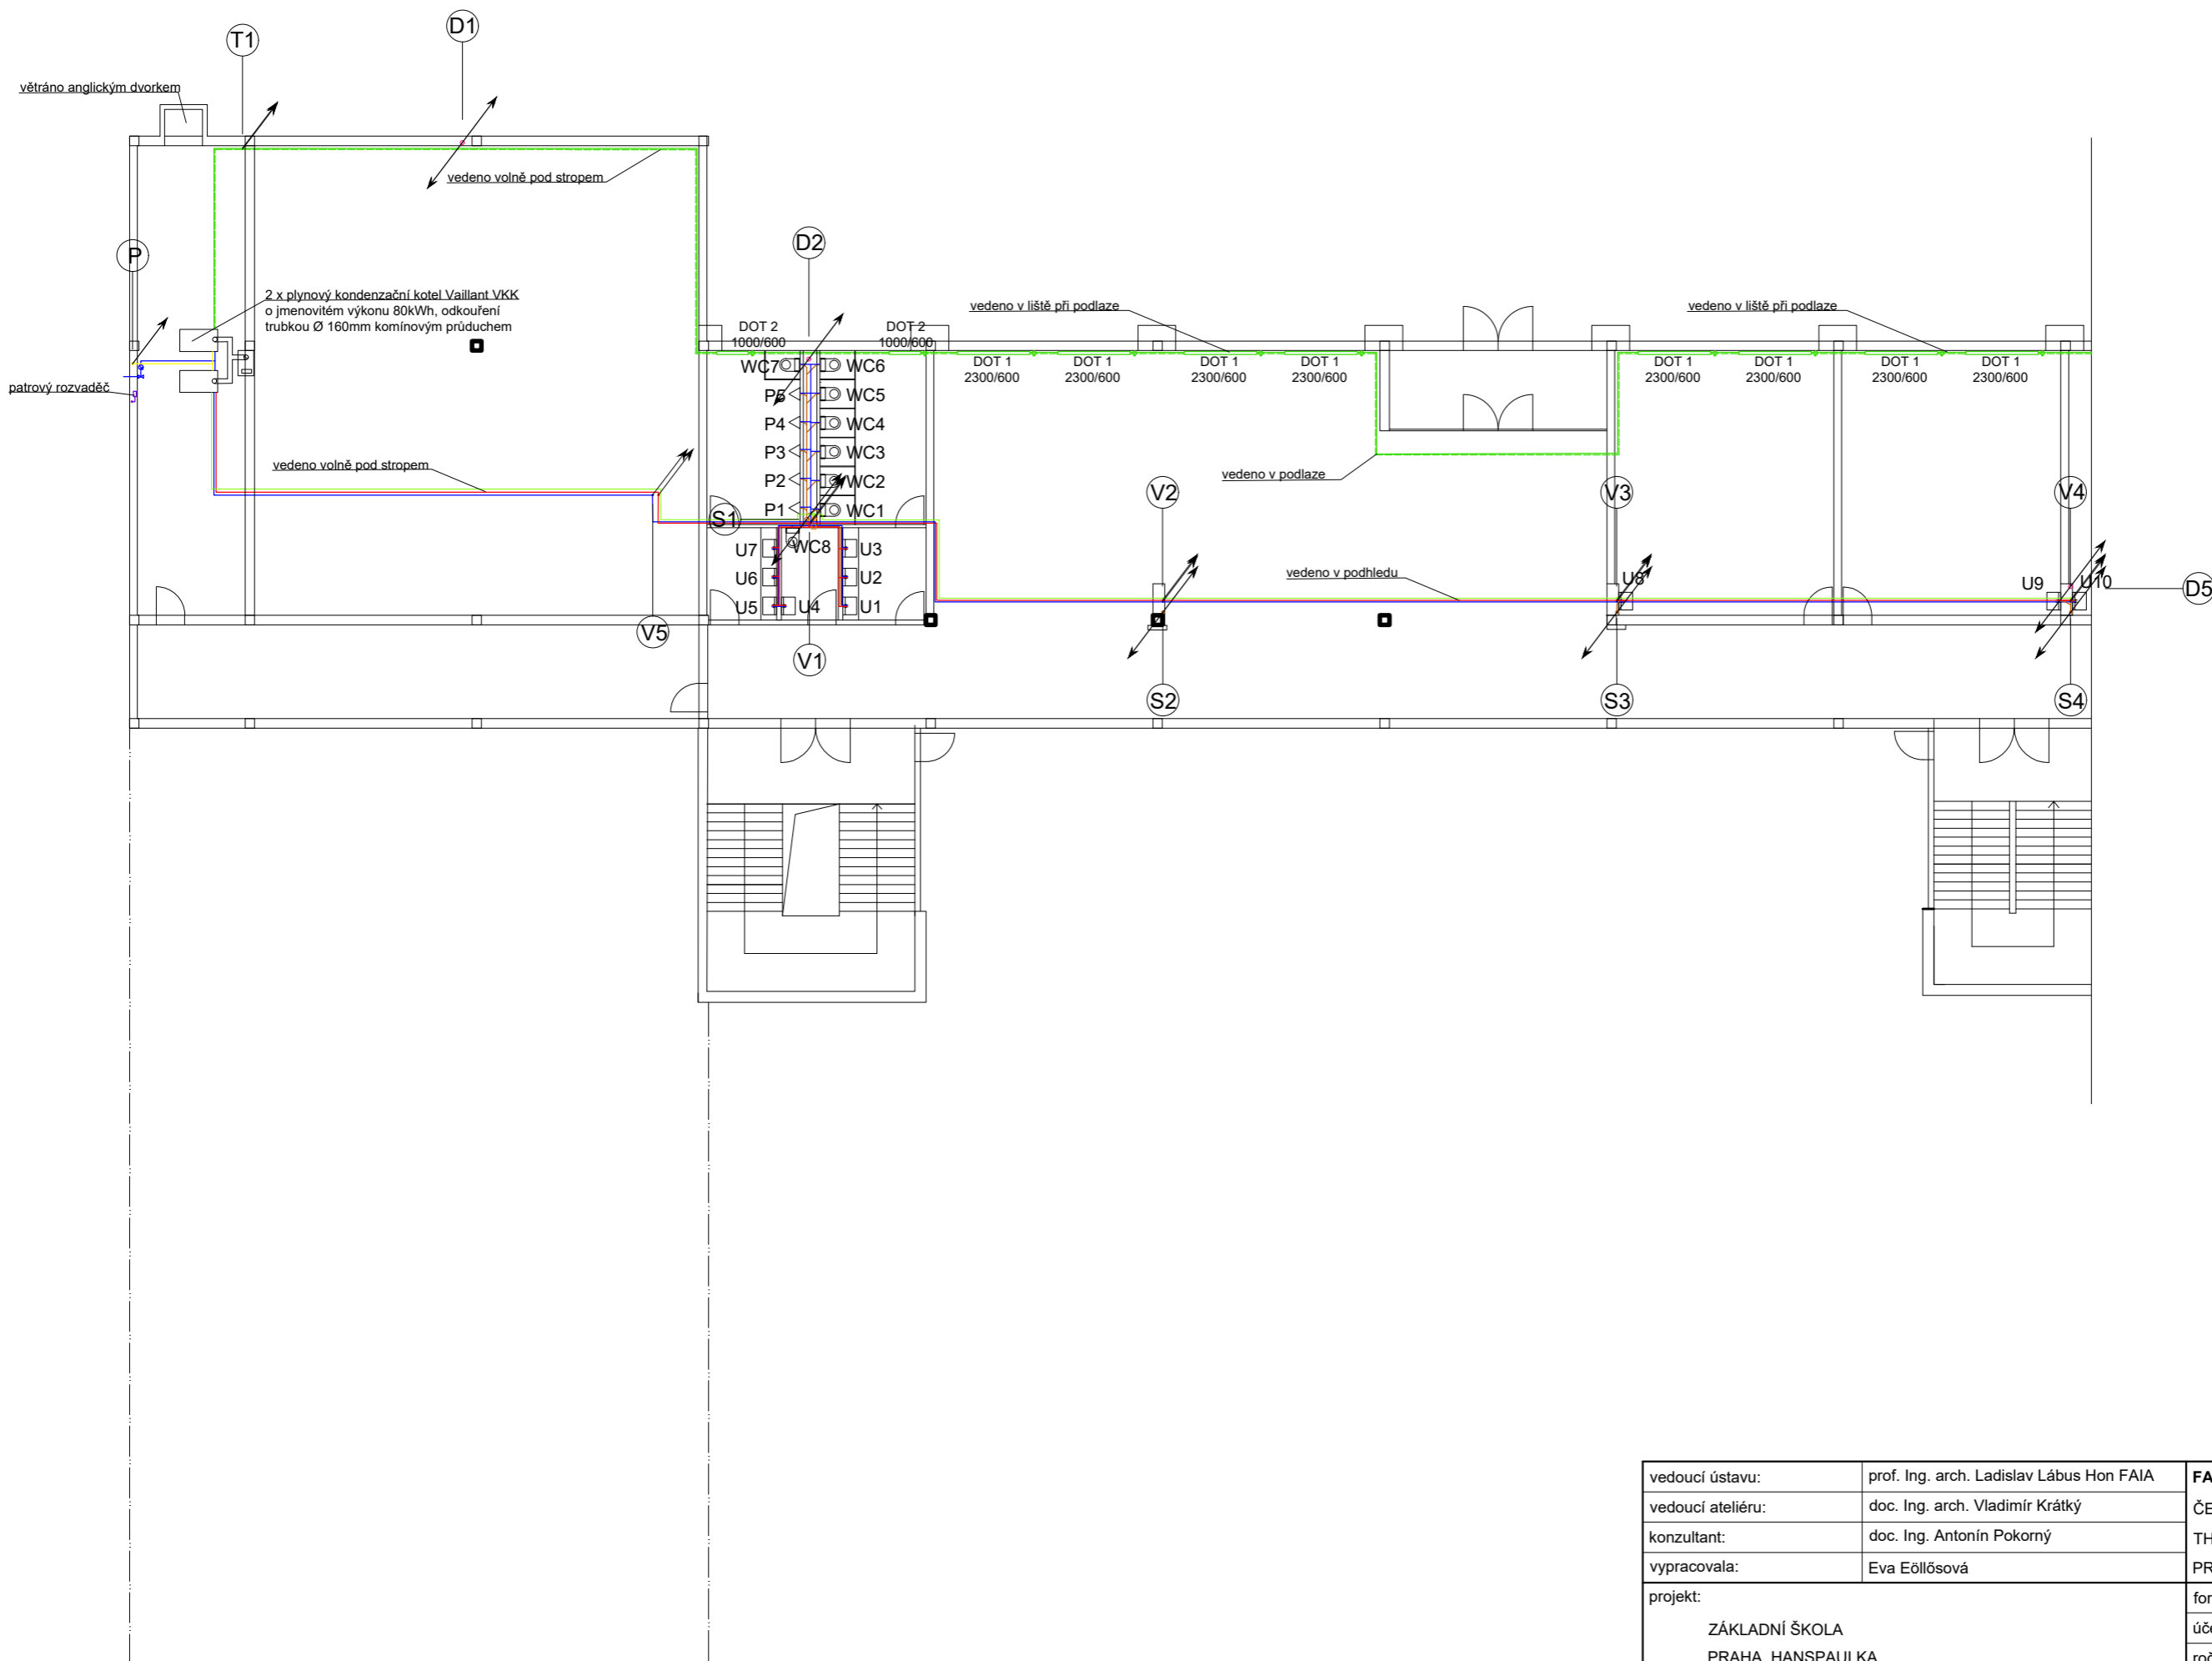 T1
D1
větráno anglickým dvorkem
vedeno volně pod stropem
P
D2
2 x plynový kondenzační kotel Vaillant VKK
o jmenovitém výkonu 80kWh, odkouření
trubkou Ø 160mm komínovým průduchem
vedeno v liště při podlaze
vedeno v liště při podlaze
DOT 2
1000/600
DOT 2
1000/600
DOT 1
2300/600
DOT 1
2300/600
DOT 1
2300/600
DOT 1
2300/600
DOT 1
2300/600
DOT 1
2300/600
DOT 1
2300/600
DOT 1
2300/600
patrový rozvaděč
WC7
WC6
P5
WC5
P4
WC4
P3
WC3
P2
WC2
P1
WC1
vedeno volně pod stropem
vedeno v podlaze
V2
V3
V4
S1
U7
WC8
U3
U6
U2
U5
U4
U1
vedeno v podhledu
U8
U9
U10
D5
V5
V1
S2
S3
S4
vedoucí ústavu:
prof. Ing. arch. Ladislav Lábus Hon FAIA
FA
vedoucí ateliéru:
doc. Ing. arch. Vladimír Krátký
konzultant:
doc. Ing. Antonín Pokorný
TH
vypracovala:
Eva Eöllősová
PR
projekt:
for
ZÁKLADNÍ ŠKOLA
PRAHA, HANSPAULKA